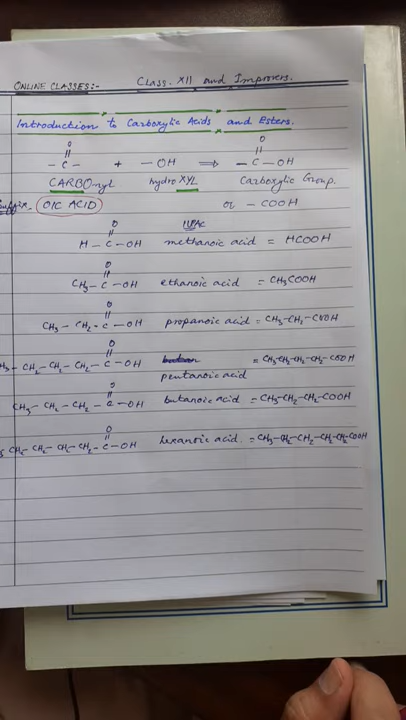 ONLINE CLASSES:- Class-XII and Improvers.
Introduction to Carboxylic Acids and Esters.
O O
|| ||
- C - + - OH ⇒ - C - OH
CARBOnyl hydroXYL Carboxylic Group.
OIC ACID or - COOH
O IUPAC
||
H - C - OH methanoic acid = HCOOH
O
||
CH₃ - C - OH ethanoic acid = CH₃COOH
O
||
CH₃ - CH₂ - C - OH propanoic acid = CH₃-CH₂-COOH
O
||
CH₂ - CH₂ - CH₂ - C - OH = CH₃-CH₂-CH₂-CH₂-COOH
pentanoic acid
O
||
CH₃ - CH₂ - CH₂ - C - OH butanoic acid = CH₃-CH₂-CH₂-COOH
O
||
CH₂ CH₂ - CH₂ CH₂ - C - OH hexanoic acid. = CH₃-CH₂-CH₂-CH₂-CH₂-COOH